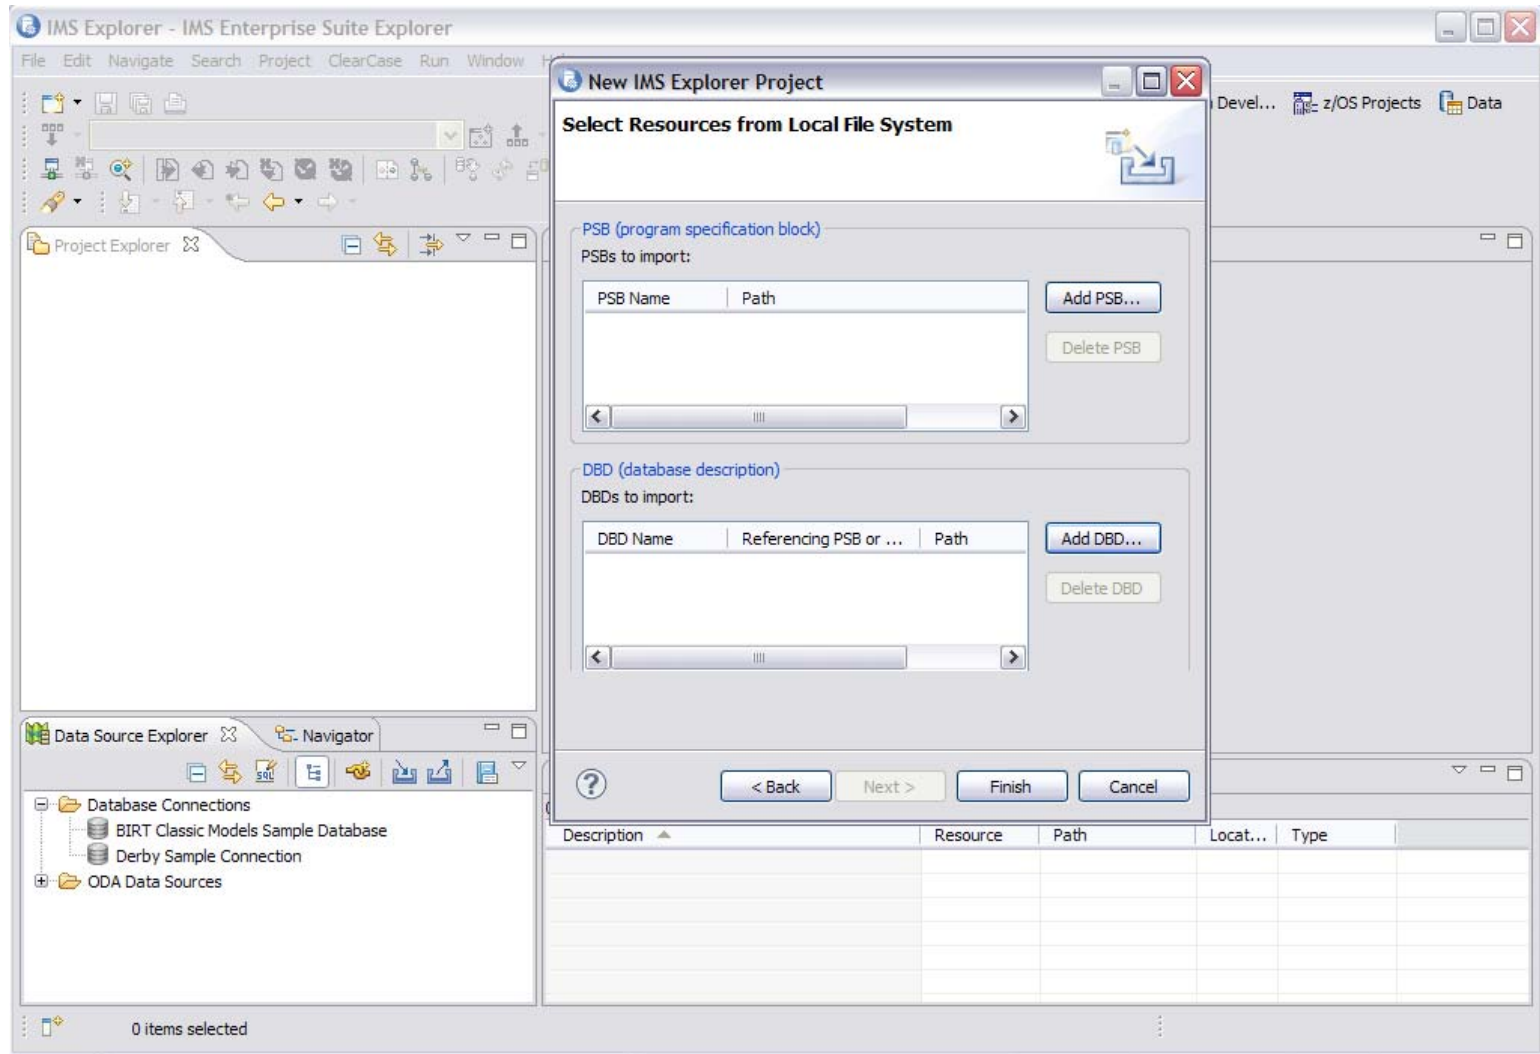 IMS Explorer - IMS Enterprise Suite Explorer
File Edit Navigate Search Project ClearCase Run Window
New IMS Explorer Project
Devel... z/OS Projects Data
Select Resources from Local File System
Project Explorer
PSB (program specification block)
PSBs to import:
PSB Name Path Add PSB...
Delete PSB
DBD (database description)
DBDs to import:
DBD Name Referencing PSB or ... Path Add DBD...
Delete DBD
Data Source Explorer Navigator
< Back Next > Finish Cancel
Database Connections
BIRT Classic Models Sample Database
Derby Sample Connection
ODA Data Sources
Description Resource Path Locat... Type
0 items selected